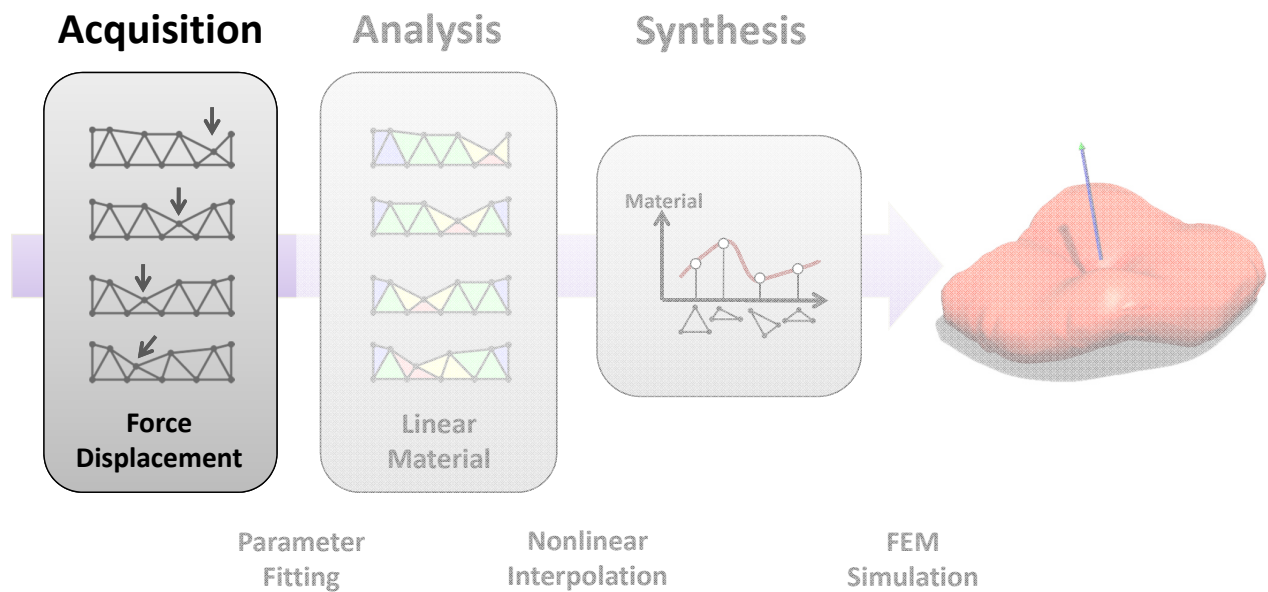 Acquisition
Analysis
Synthesis
Material
Force
Displacement
Linear
Material
Parameter
Fitting
Nonlinear
Interpolation
FEM
Simulation